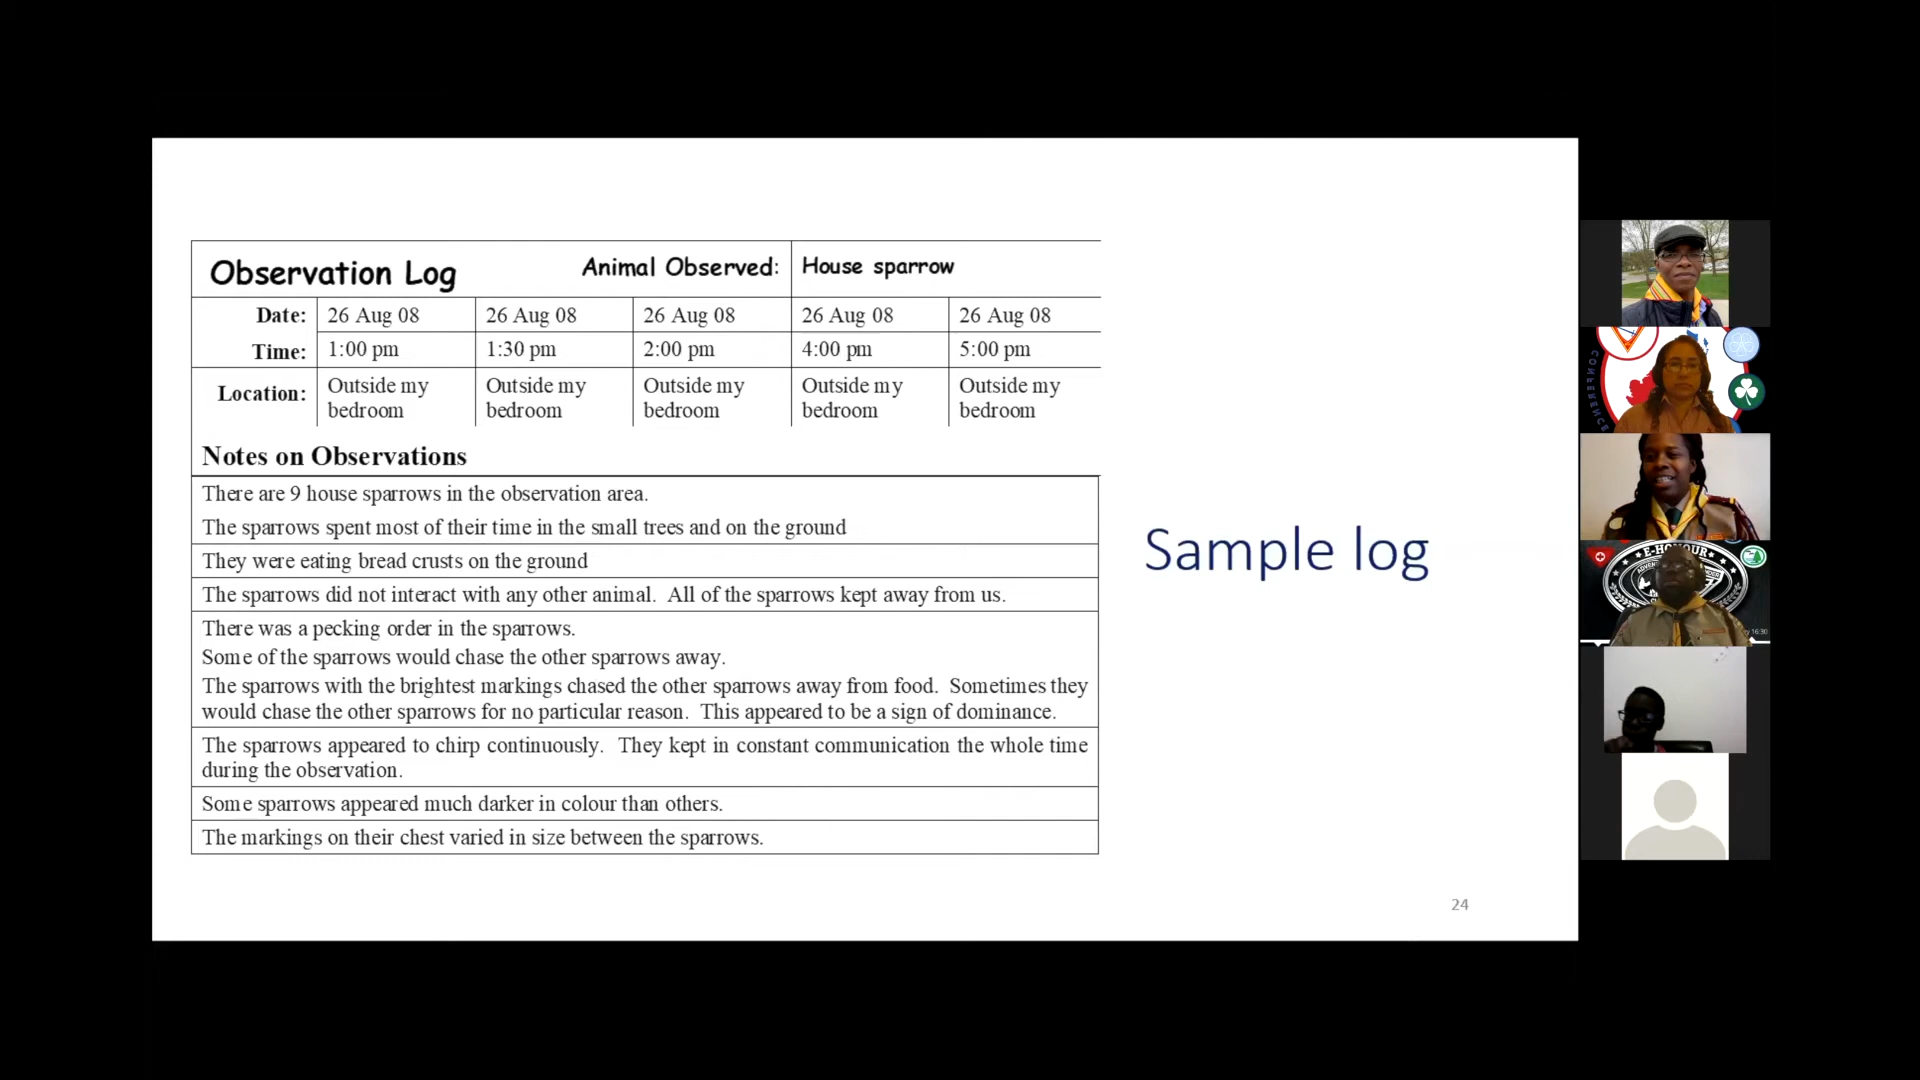 Observation Log Animal Observed: House sparrow
Date: 26 Aug 08 26 Aug 08 26 Aug 08 26 Aug 08 26 Aug 08
Time: 1:00 pm 1:30 pm 2:00 pm 4:00 pm 5:00 pm
Location: Outside my Outside my Outside my Outside my Outside my
bedroom bedroom bedroom bedroom bedroom
Notes on Observations
There are 9 house sparrows in the observation area.
The sparrows spent most of their time in the small trees and on the ground
They were eating bread crusts on the ground
The sparrows did not interact with any other animal. All of the sparrows kept away from us.
There was a pecking order in the sparrows.
Some of the sparrows would chase the other sparrows away.
The sparrows with the brightest markings chased the other sparrows away from food. Sometimes they
would chase the other sparrows for no particular reason. This appeared to be a sign of dominance.
The sparrows appeared to chirp continuously. They kept in constant communication the whole time
during the observation.
Some sparrows appeared much darker in colour than others.
The markings on their chest varied in size between the sparrows.
Sample log
24
CONFERENCE
E-HONOUR
16:30